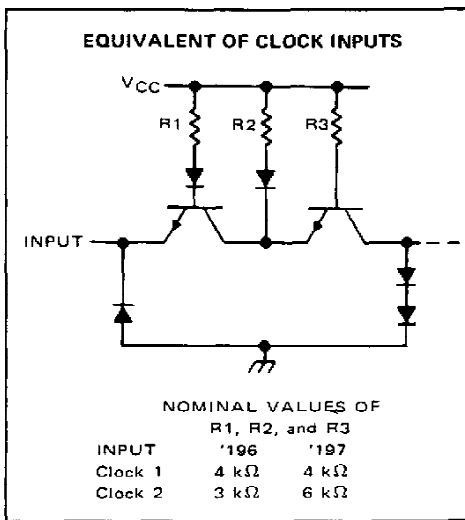 EQUIVALENT OF CLOCK INPUTS
VCC
R1 R2 R3
INPUT
NOMINAL VALUES OF
R1, R2, and R3
INPUT '196 '197
Clock 1 4 kΩ 4 kΩ
Clock 2 3 kΩ 6 kΩ